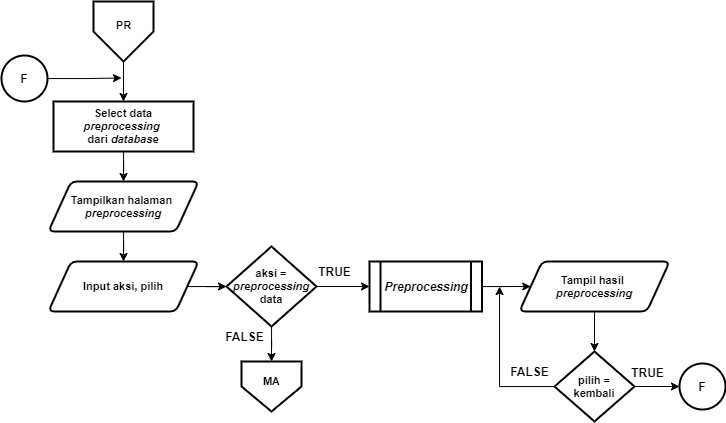 PR
F
Select data
preprocessing
dari database
Tampilkan halaman
preprocessing
Input aksi, pilih
aksi =
preprocessing
data
TRUE
FALSE
MA
Preprocessing
Tampil hasil
preprocessing
FALSE
pilih =
kembali
TRUE
F